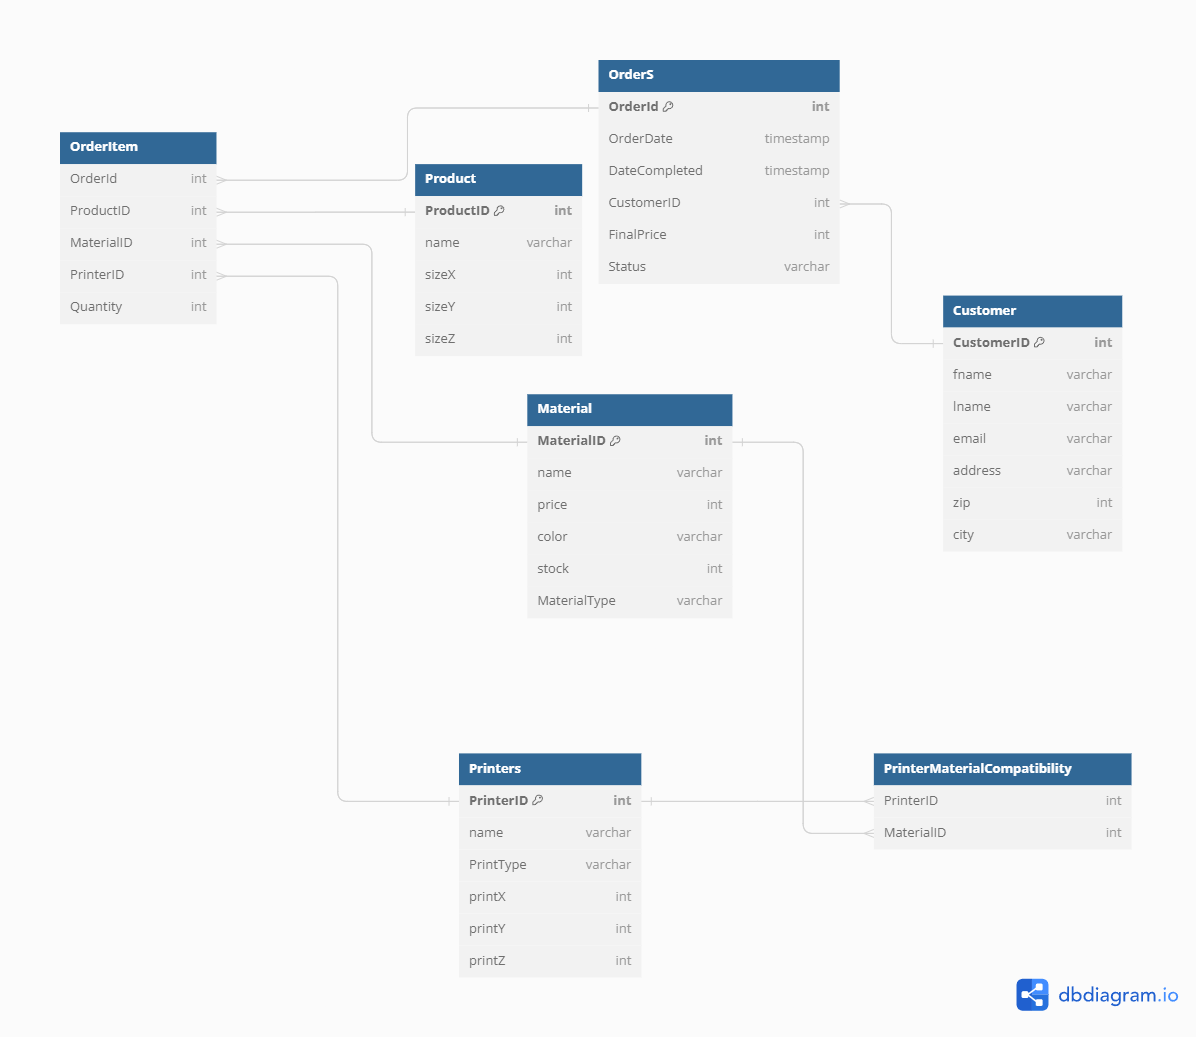 OrderS
OrderId int
OrderDate timestamp
DateCompleted timestamp
CustomerID int
FinalPrice int
Status varchar
OrderItem
OrderId int
ProductID int
MaterialID int
PrinterID int
Quantity int
Product
ProductID int
name varchar
sizeX int
sizeY int
sizeZ int
Customer
CustomerID int
fname varchar
lname varchar
email varchar
address varchar
zip int
city varchar
Material
MaterialID int
name varchar
price int
color varchar
stock int
MaterialType varchar
Printers
PrinterID int
name varchar
PrintType varchar
printX int
printY int
printZ int
PrinterMaterialCompatibility
PrinterID int
MaterialID int
dbdiagram.io